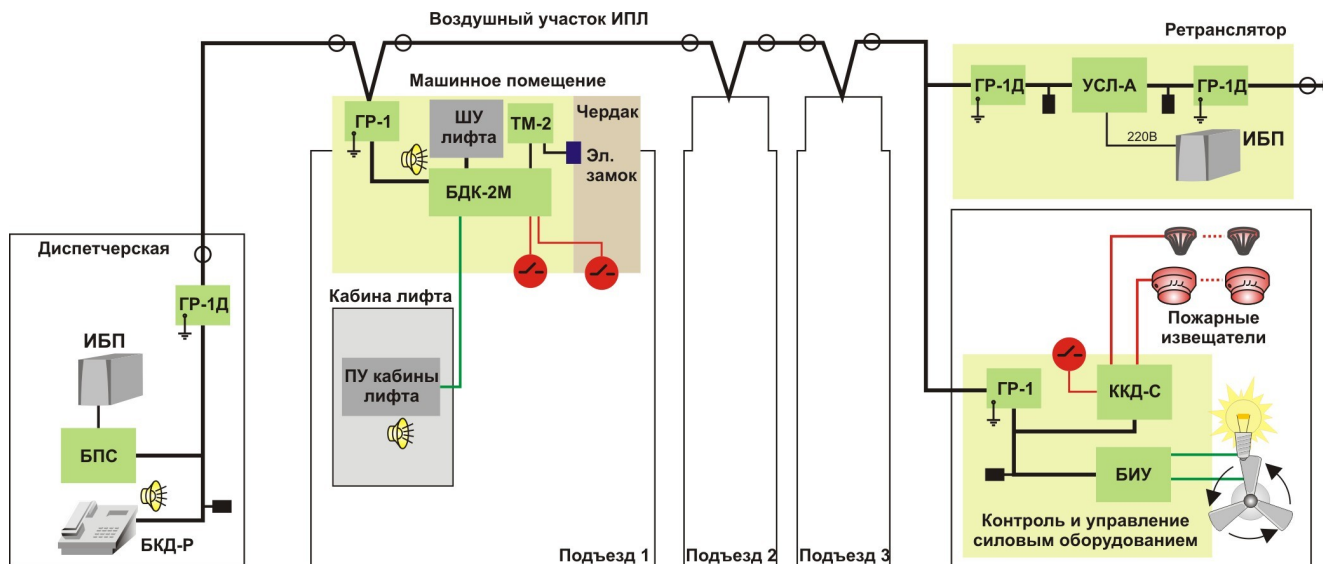 Воздушный участок ИПЛ
Диспетчерская
ГР-1Д
ИБП
БПС
БКД-Р
Машинное помещение
ГР-1
ШУ
лифта
ТМ-2
Чердак
Эл.
замок
БДК-2М
Кабина лифта
ПУ кабины
лифта
Подъезд 1
Подъезд 2
Подъезд 3
Ретранслятор
ГР-1Д
УСЛ-А
ГР-1Д
220В
ИБП
Пожарные
извещатели
ГР-1
ККД-С
БИУ
Контроль и управление
силовым оборудованием